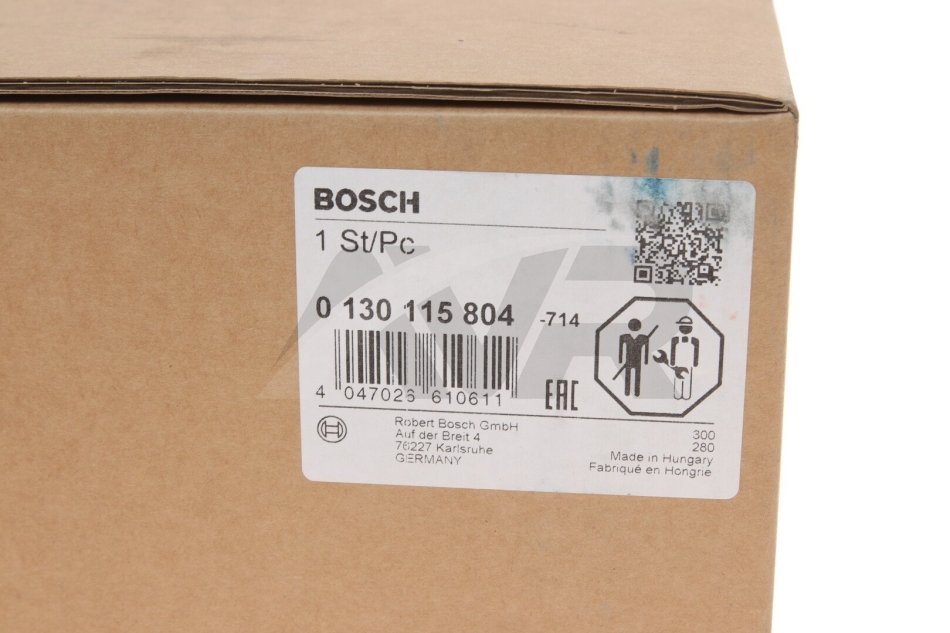 BOSCH
1 St/Pc
0 130 115 804 -714
4 047026 610611
EAC
Robert Bosch GmbH
Auf der Breit 4
76227 Karlsruhe
GERMANY
300
280
Made in Hungary
Fabriqué en Hongrie